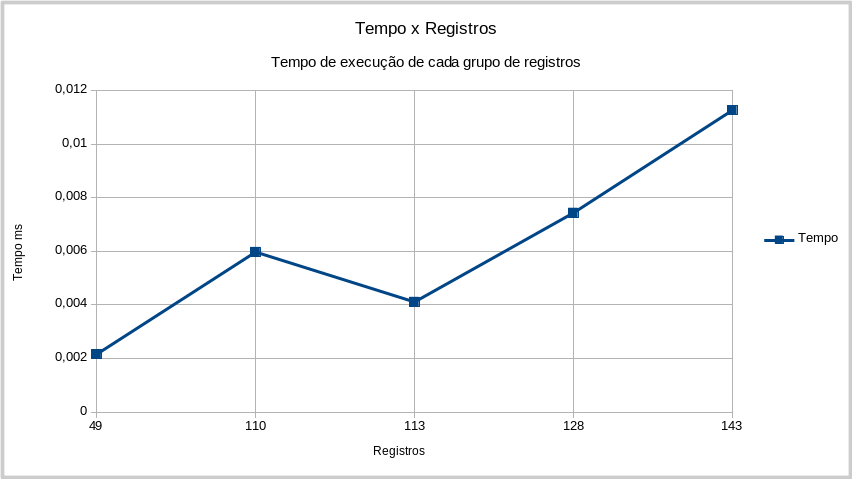 Tempo x Registros
Tempo de execução de cada grupo de registros
0,012
0,01
0,008
0,006
0,004
0,002
0
Tempo ms
49 110 113 128 143
Registros
Tempo